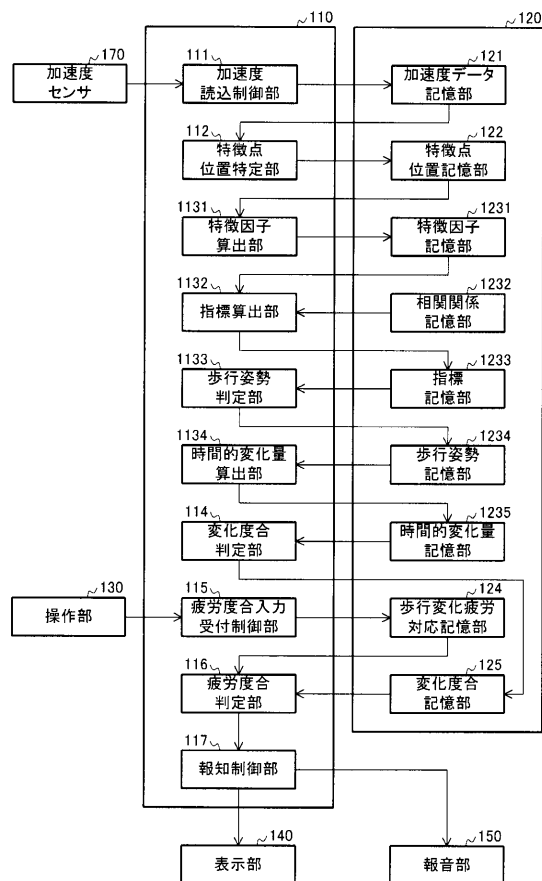 110
120
170
加速度
センサ
111
加速度
読込制御部
121
加速度データ
記憶部
112
特徴点
位置特定部
122
特徴点
位置記憶部
1131
特徴因子
算出部
1231
特徴因子
記憶部
1132
指標算出部
1232
相関関係
記憶部
1133
歩行姿勢
判定部
1233
指標
記憶部
1134
時間的変化量
算出部
1234
歩行姿勢
記憶部
114
変化度合
判定部
1235
時間的変化量
記憶部
130
操作部
115
疲労度合入力
受付制御部
124
歩行変化疲労
対応記憶部
116
疲労度合
判定部
125
変化度合
記憶部
117
報知制御部
140
表示部
150
報音部